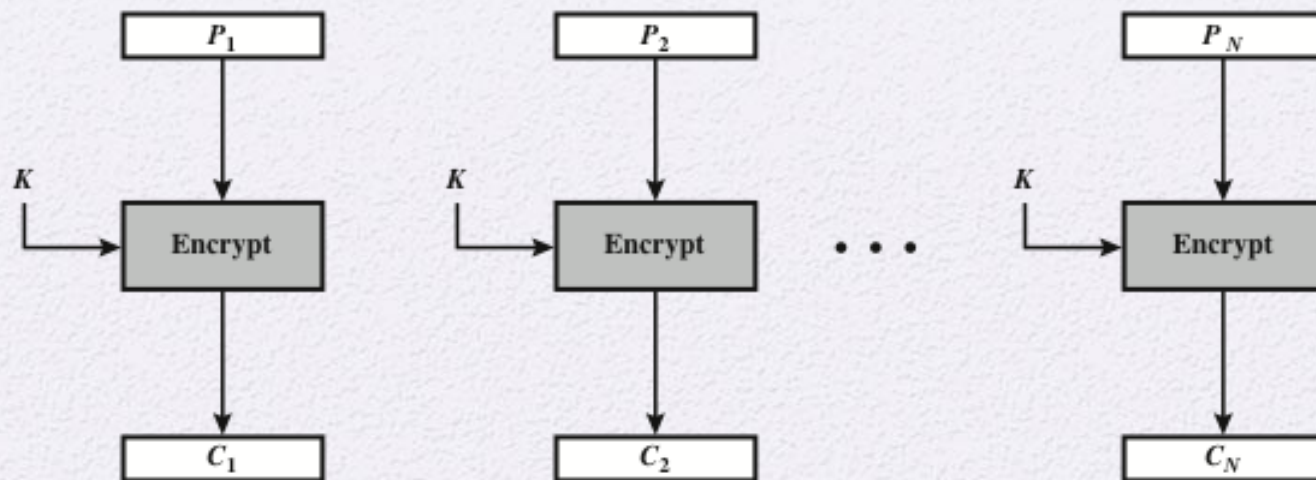 P1 P2 PN
K K K
Encrypt Encrypt • • • Encrypt
C1 C2 CN